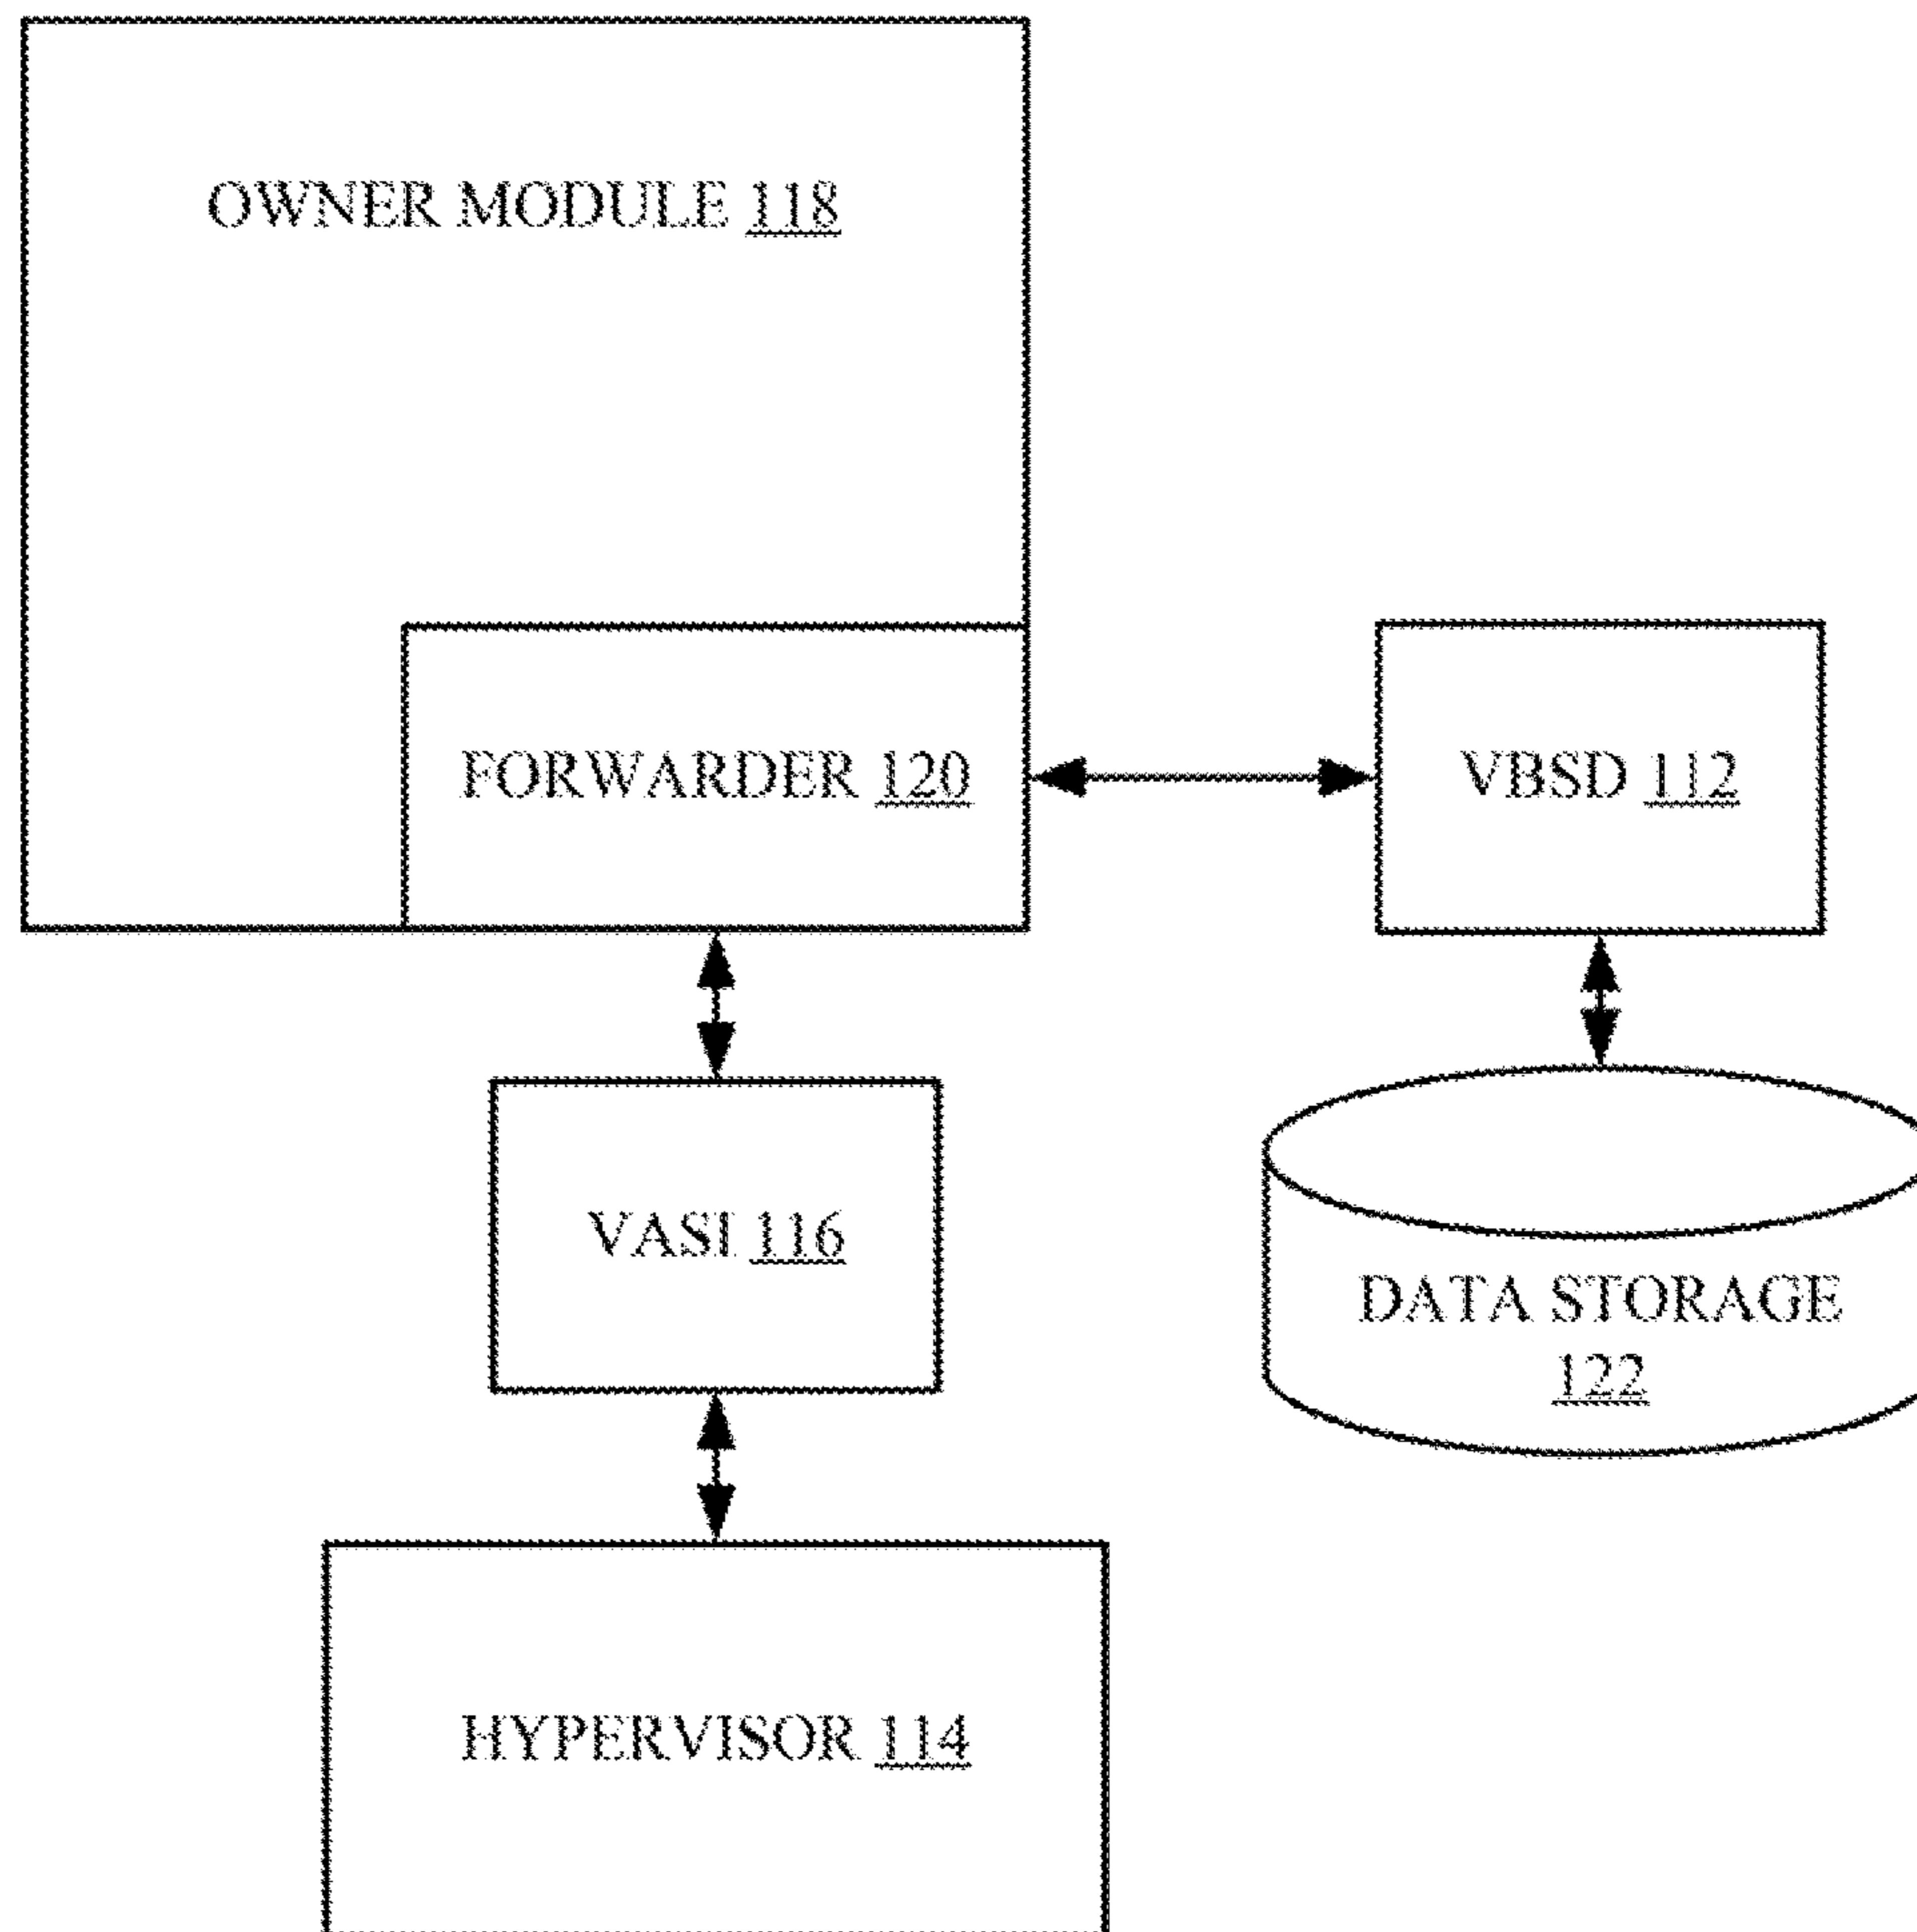 OWNER MODULE 118
FORWARDER 120
VBSD 112
VASI 116
DATA STORAGE
122
HYPERVISOR 114